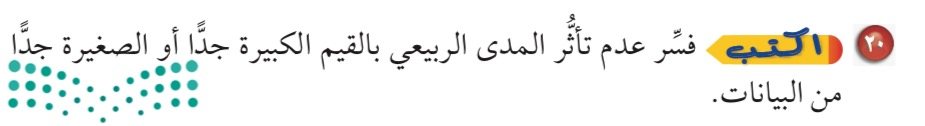 ٢٠ اكتب فسِّر عدم تأثُّر المدى الربيعي بالقيم الكبيرة جدًّا أو الصغيرة جدًّا
من البيانات.